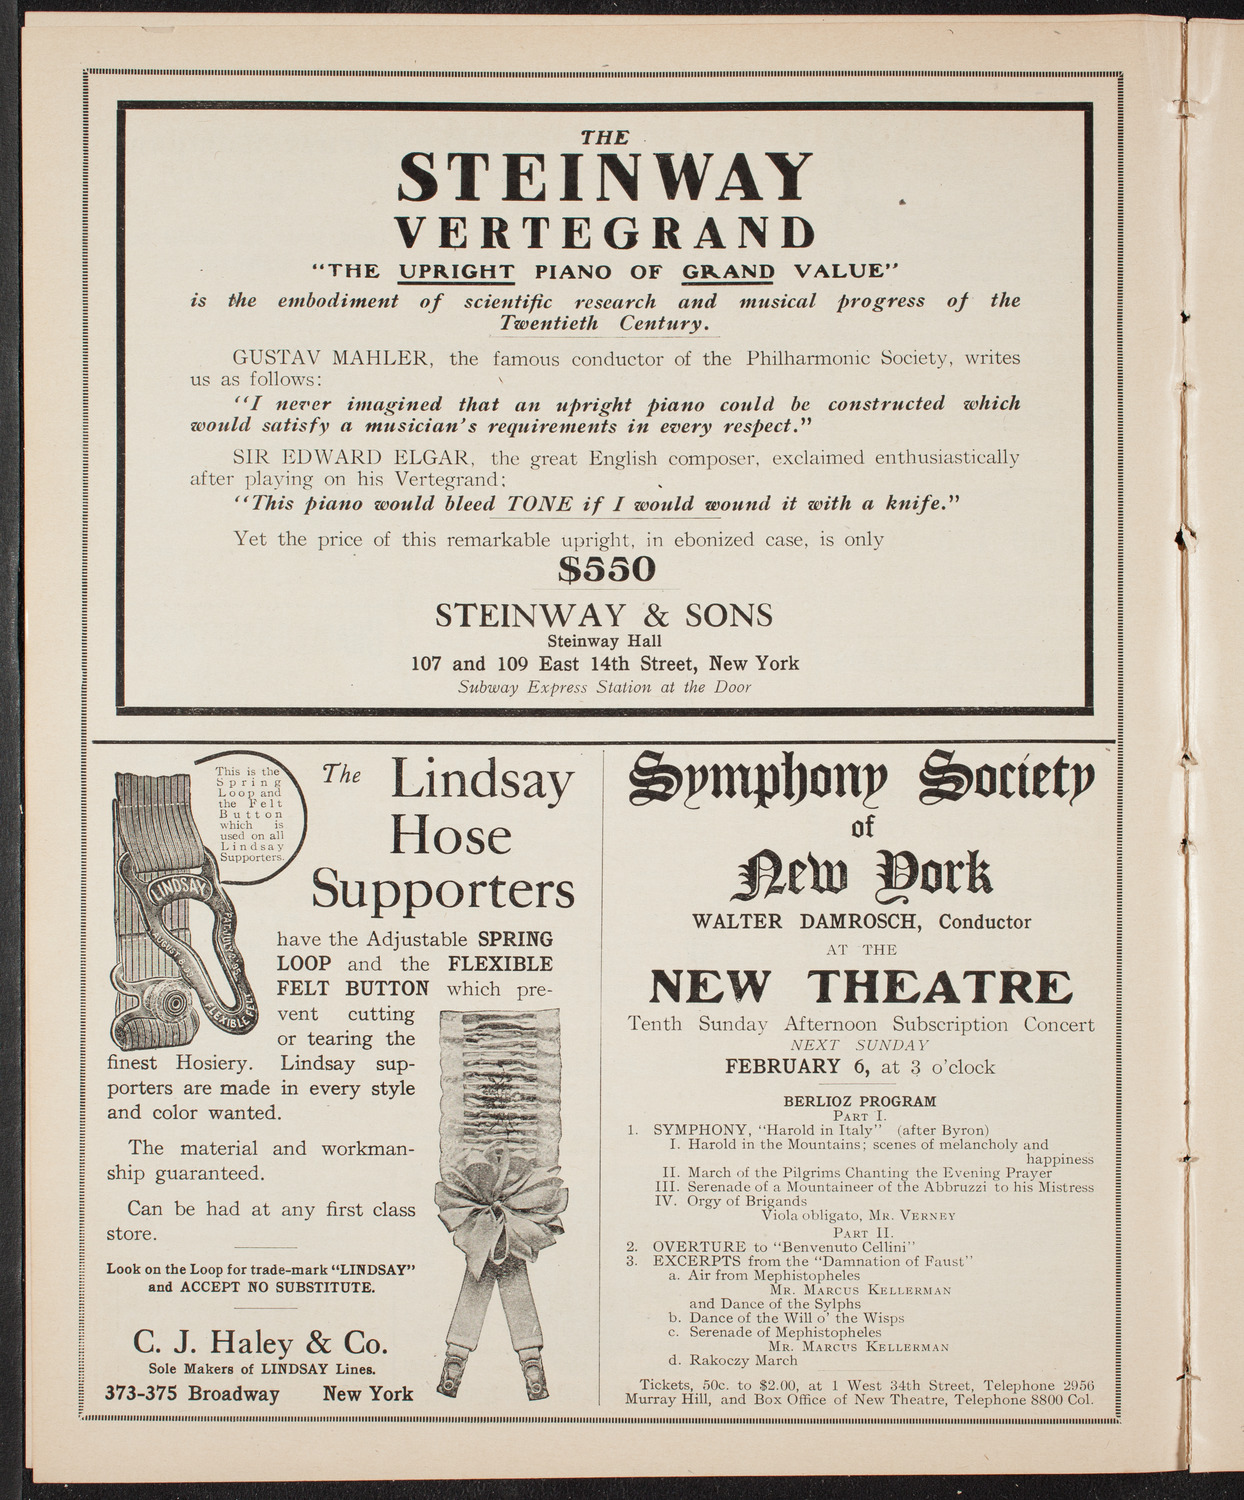 THE
STEINWAY
VERTEGRAND
"THE UPRIGHT PIANO OF GRAND VALUE"
is the embodiment of scientific research and musical progress of the
Twentieth Century.
GUSTAV MAHLER, the famous conductor of the Philharmonic Society, writes
us as follows:
"I never imagined that an upright piano could be constructed which
would satisfy a musician's requirements in every respect."
SIR EDWARD ELGAR, the great English composer, exclaimed enthusiastically
after playing on his Vertegrand:
"This piano would bleed TONE if I would wound it with a knife."
Yet the price of this remarkable upright, in ebonized case, is only
$550
STEINWAY & SONS
Steinway Hall
107 and 109 East 14th Street, New York
Subway Express Station at the Door
This is the
Spring
Loop and
the Felt
Button
which is
used on all
Lindsay
Supporters.
LINDSAY
FLEXIBLE FE
The Lindsay
Hose
Supporters
have the Adjustable SPRING
LOOP and the FLEXIBLE
FELT BUTTON which pre-
vent cutting
or tearing the
finest Hosiery. Lindsay sup-
porters are made in every style
and color wanted.
The material and workman-
ship guaranteed.
Can be had at any first class
store.
Look on the Loop for trade-mark "LINDSAY"
and ACCEPT NO SUBSTITUTE.
C. J. Haley & Co.
Sole Makers of LINDSAY Lines.
373-375 Broadway New York
Symphony Society
of
New York
WALTER DAMROSCH, Conductor
AT THE
NEW THEATRE
Tenth Sunday Afternoon Subscription Concert
NEXT SUNDAY
FEBRUARY 6, at 3 o'clock
BERLIOZ PROGRAM
PART I.
1. SYMPHONY, "Harold in Italy" (after Byron)
I. Harold in the Mountains; scenes of melancholy and
happiness
II. March of the Pilgrims Chanting the Evening Prayer
III. Serenade of a Mountaineer of the Abbruzzi to his Mistress
IV. Orgy of Brigands
Viola obligato, MR. VERNEY
PART II.
2. OVERTURE to "Benvenuto Cellini"
3. EXCERPTS from the "Damnation of Faust"
a. Air from Mephistopheles
MR. MARCUS KELLERMAN
and Dance of the Sylphs
b. Dance of the Will o' the Wisps
c. Serenade of Mephistopheles
MR. MARCUS KELLERMAN
d. Rakoczy March
Tickets, 50c. to $2.00, at 1 West 34th Street, Telephone 2956
Murray Hill, and Box Office of New Theatre, Telephone 8800 Col.